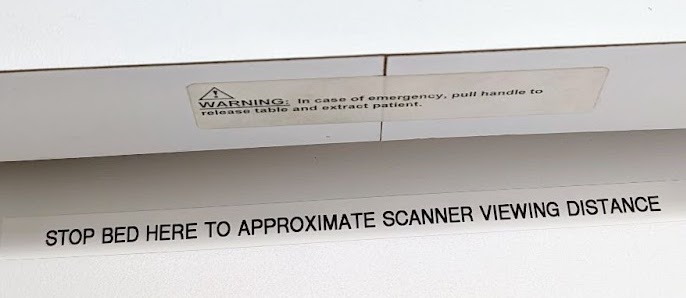 WARNING: In case of emergency, pull handle to
release table and extract patient.
STOP BED HERE TO APPROXIMATE SCANNER VIEWING DISTANCE